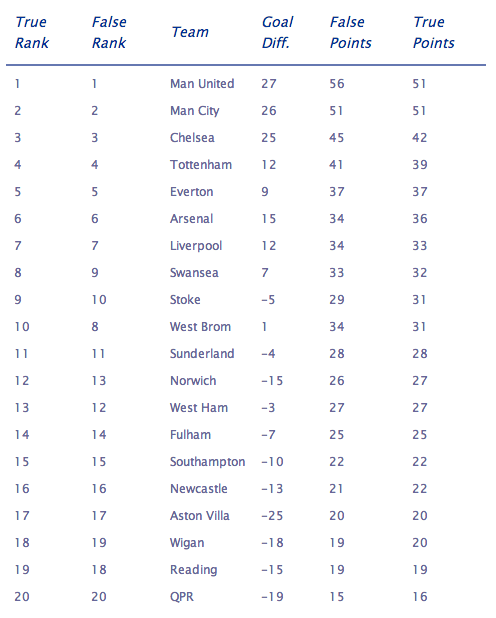 True Rank False Rank Team Goal Diff. False Points True Points
1 1 Man United 27 56 51
2 2 Man City 26 51 51
3 3 Chelsea 25 45 42
4 4 Tottenham 12 41 39
5 5 Everton 9 37 37
6 6 Arsenal 15 34 36
7 7 Liverpool 12 34 33
8 9 Swansea 7 33 32
9 10 Stoke -5 29 31
10 8 West Brom 1 34 31
11 11 Sunderland -4 28 28
12 13 Norwich -15 26 27
13 12 West Ham -3 27 27
14 14 Fulham -7 25 25
15 15 Southampton -10 22 22
16 16 Newcastle -13 21 22
17 17 Aston Villa -25 20 20
18 19 Wigan -18 19 20
19 18 Reading -15 19 19
20 20 QPR -19 15 16